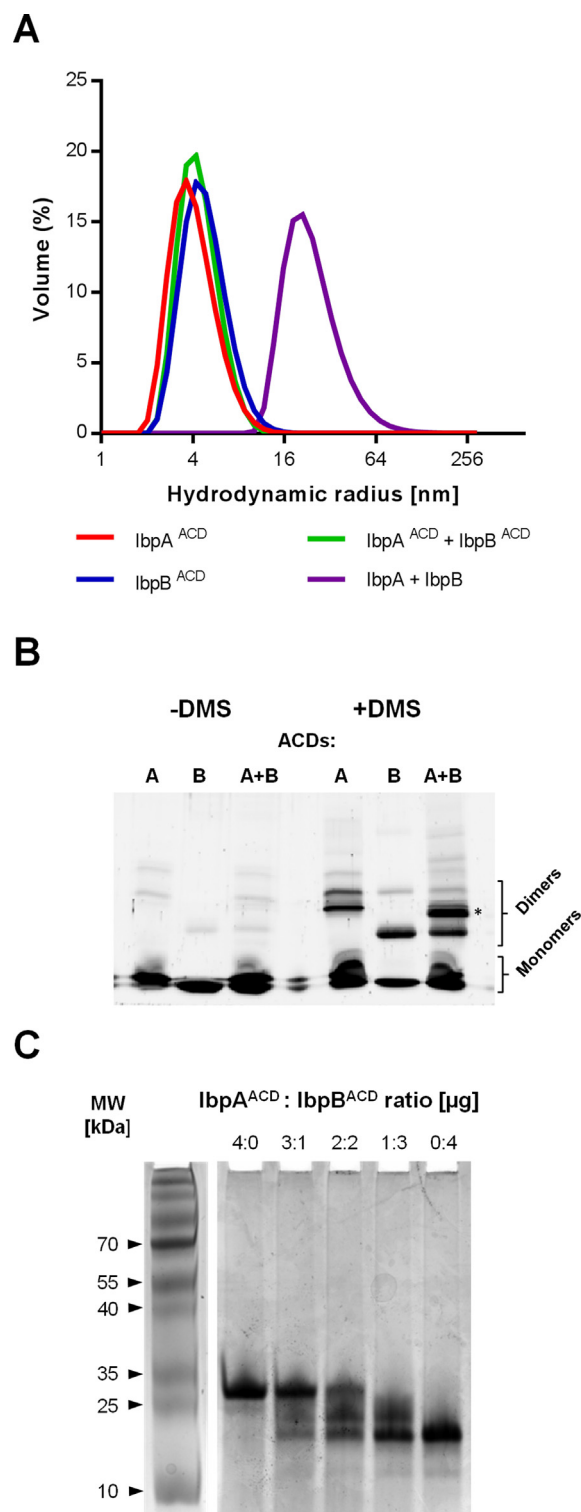 A
25
20
15
10
5
0
Volume (%)
1 4 16 64 256
Hydrodynamic radius [nm]
IbpA ACD
IbpA ACD + IbpB ACD
IbpB ACD
IbpA + IbpB
B
-DMS +DMS
ACDs:
A B A+B A B A+B
Dimers
*
Monomers
C
IbpAACD : IbpBACD ratio [µg]
MW
[kDa]
4:0 3:1 2:2 1:3 0:4
70
55
40
35
25
10